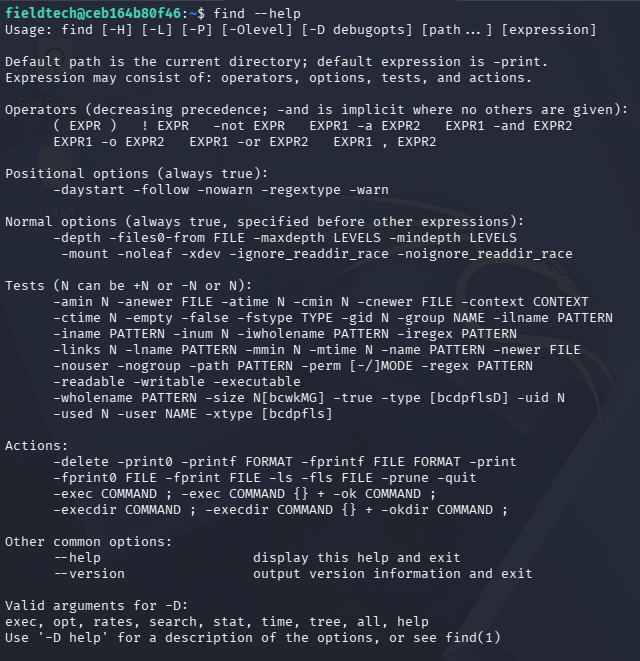 fieldtech@ceb164b80f46:~$ find --help
Usage: find [-H] [-L] [-P] [-Olevel] [-D debugopts] [path...] [expression]

Default path is the current directory; default expression is -print.
Expression may consist of: operators, options, tests, and actions.

Operators (decreasing precedence; -and is implicit where no others are given):
      ( EXPR )   ! EXPR   -not EXPR   EXPR1 -a EXPR2   EXPR1 -and EXPR2
      EXPR1 -o EXPR2   EXPR1 -or EXPR2   EXPR1 , EXPR2

Positional options (always true):
      -daystart -follow -nowarn -regextype -warn

Normal options (always true, specified before other expressions):
      -depth -files0-from FILE -maxdepth LEVELS -mindepth LEVELS
       -mount -noleaf -xdev -ignore_readdir_race -noignore_readdir_race

Tests (N can be +N or -N or N):
      -amin N -anewer FILE -atime N -cmin N -cnewer FILE -context CONTEXT
      -ctime N -empty -false -fstype TYPE -gid N -group NAME -ilname PATTERN
      -iname PATTERN -inum N -iwholename PATTERN -iregex PATTERN
      -links N -lname PATTERN -mmin N -mtime N -name PATTERN -newer FILE
      -nouser -nogroup -path PATTERN -perm [-/]MODE -regex PATTERN
      -readable -writable -executable
      -wholename PATTERN -size N[bcwkMG] -true -type [bcdpflsD] -uid N
      -used N -user NAME -xtype [bcdpfls]

Actions:
      -delete -print0 -printf FORMAT -fprintf FILE FORMAT -print
      -fprint0 FILE -fprint FILE -ls -fls FILE -prune -quit
      -exec COMMAND ; -exec COMMAND {} + -ok COMMAND ;
      -execdir COMMAND ; -execdir COMMAND {} + -okdir COMMAND ;

Other common options:
      --help                   display this help and exit
      --version                output version information and exit

Valid arguments for -D:
exec, opt, rates, search, stat, time, tree, all, help
Use '-D help' for a description of the options, or see find(1)